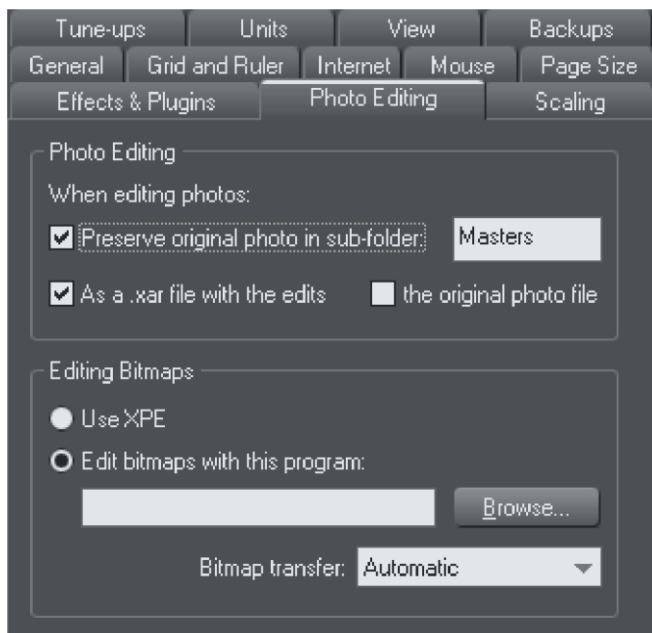 Tune-ups Units View Backups
General Grid and Ruler Internet Mouse Page Size
Effects & Plugins Photo Editing Scaling
Photo Editing
When editing photos:
Preserve original photo in sub-folder: Masters
As a .xar file with the edits the original photo file
Editing Bitmaps
Use XPE
Edit bitmaps with this program:
Browse...
Bitmap transfer: Automatic